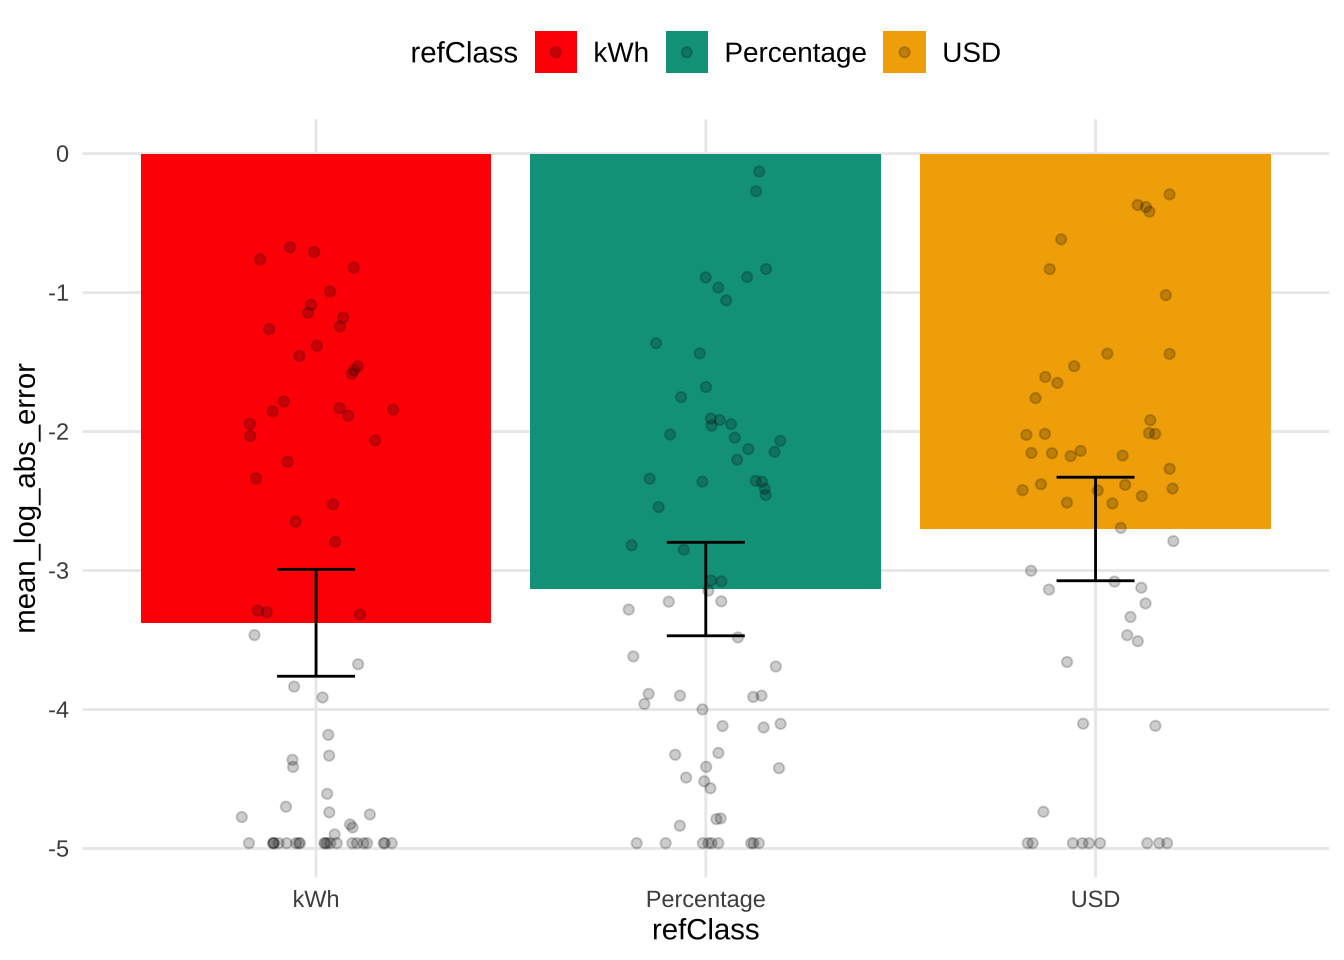 refClass kWh Percentage USD
0
-1
-2
-3
-4
-5
mean_log_abs_error
kWh Percentage USD
refClass